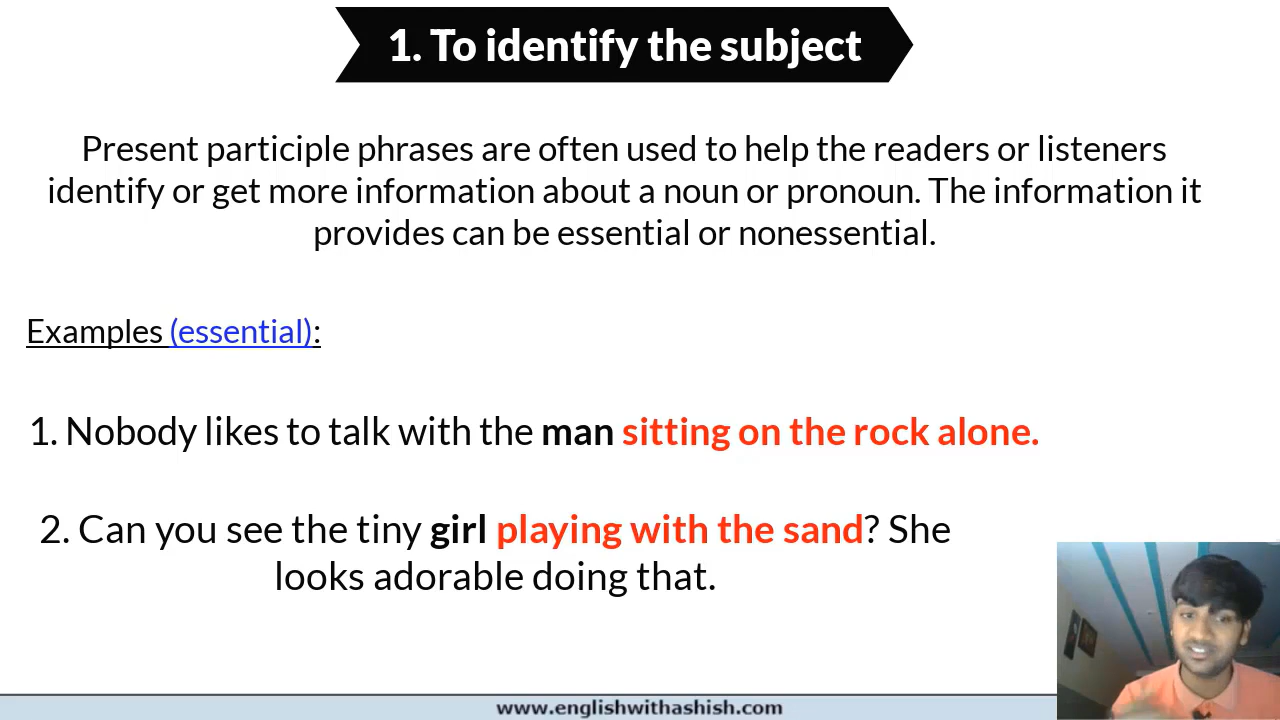 1. To identify the subject
Present participle phrases are often used to help the readers or listeners
identify or get more information about a noun or pronoun. The information it
provides can be essential or nonessential.
Examples (essential):
1. Nobody likes to talk with the man sitting on the rock alone.
2. Can you see the tiny girl playing with the sand? She
looks adorable doing that.
www.englishwithashish.com